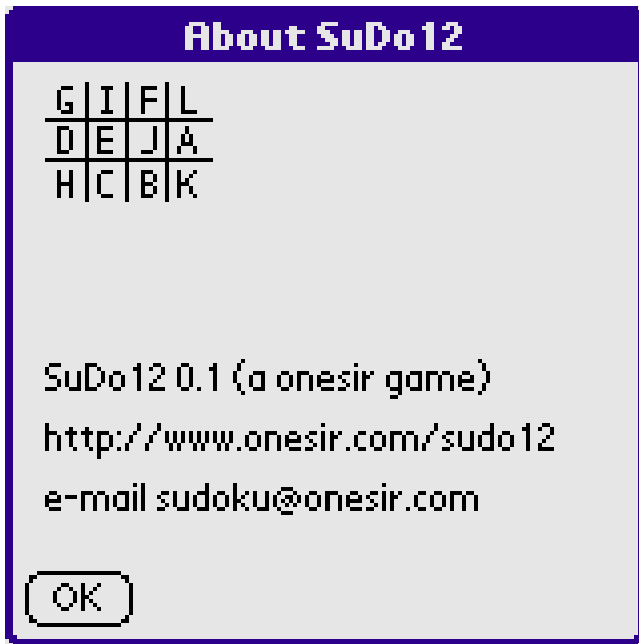 About SuDo12
G I F L
D E J A
H C B K
SuDo12 0.1 (a onesir game)
http://www.onesir.com/sudo12
e-mail sudoku@onesir.com
OK